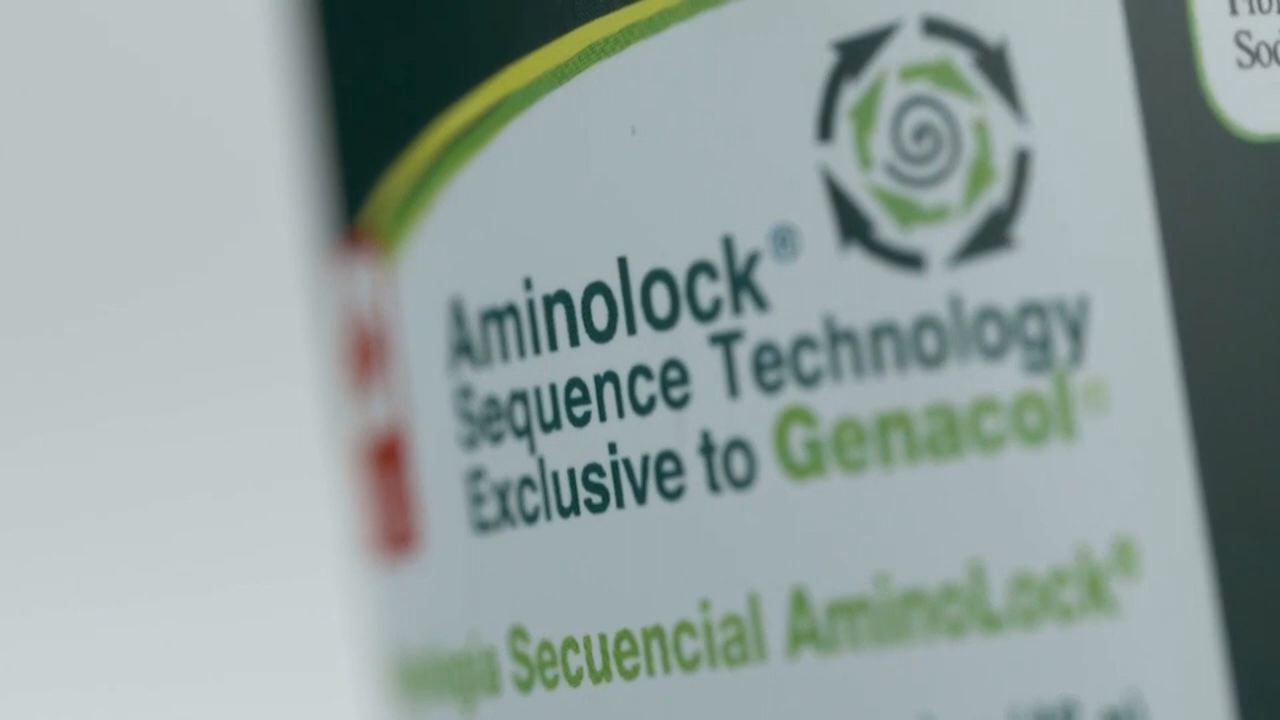 Aminolock®
Sequence Technology
Exclusive to Genacol®
Secuencial AminoLock®